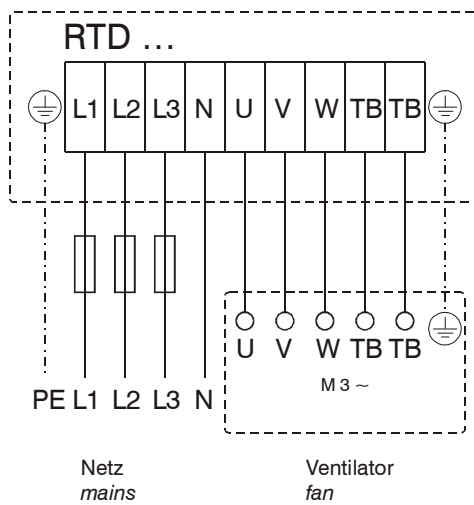 RTD ...
L1 L2 L3 N U V W TB TB
U V W TB TB
M 3 ~
PE L1 L2 L3 N
Netz Ventilator
mains fan